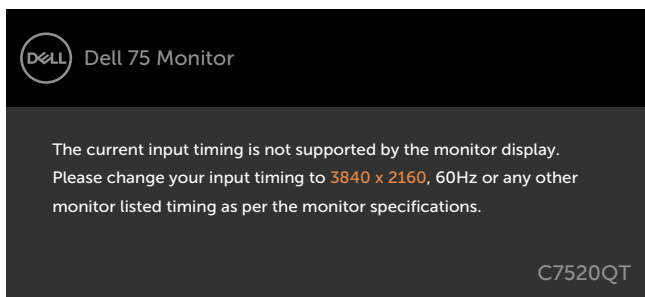 DELL Dell 75 Monitor
The current input timing is not supported by the monitor display.
Please change your input timing to 3840 x 2160, 60Hz or any other
monitor listed timing as per the monitor specifications.
C7520QT